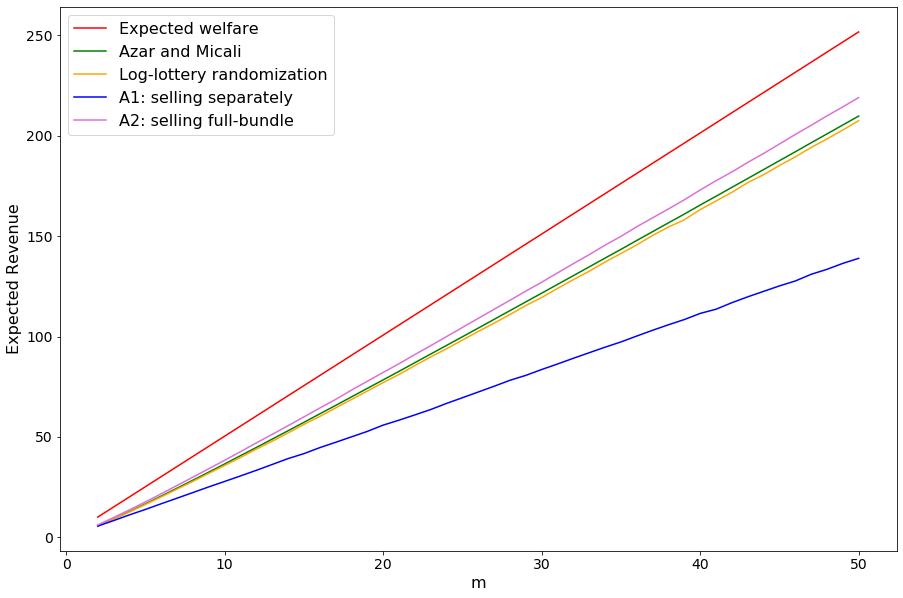 Expected welfare
Azar and Micali
Log-lottery randomization
A1: selling separately
A2: selling full-bundle
Expected Revenue
250
200
150
100
50
0
0 10 20 30 40 50
m